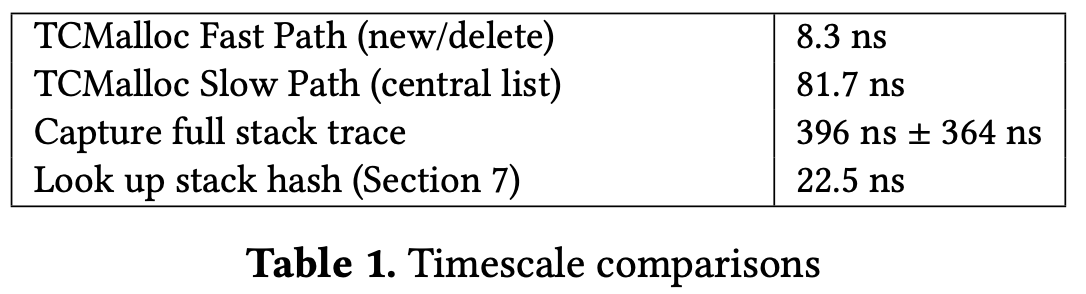 TCMalloc Fast Path (new/delete) 8.3 ns
TCMalloc Slow Path (central list) 81.7 ns
Capture full stack trace 396 ns ± 364 ns
Look up stack hash (Section 7) 22.5 ns
Table 1. Timescale comparisons